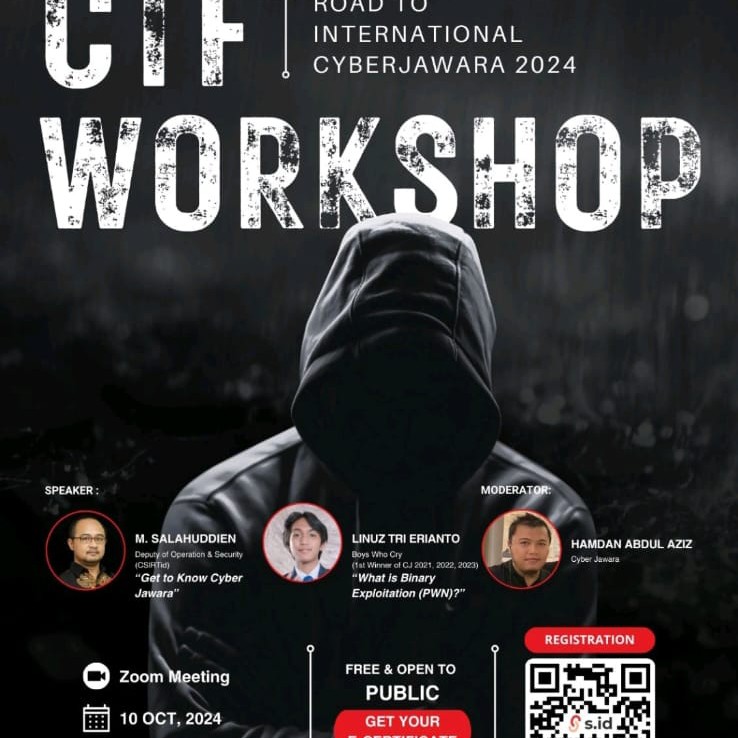 CTF
ROAD TO
INTERNATIONAL
CYBERJAWARA 2024
WORKSHOP
SPEAKER :
M. SALAHUDDIEN
Deputy of Operation & Security
(CSIRTid)
“Get to Know Cyber
Jawara”
LINUZ TRI ERIANTO
Boys Who Cry
(1st Winner of CJ 2021, 2022, 2023)
“What is Binary
Exploitation (PWN)?”
MODERATOR:
HAMDAN ABDUL AZIZ
Cyber Jawara
Zoom Meeting
10 OCT, 2024
FREE & OPEN TO
PUBLIC
GET YOUR
E-CERTIFICATE
REGISTRATION
s.id